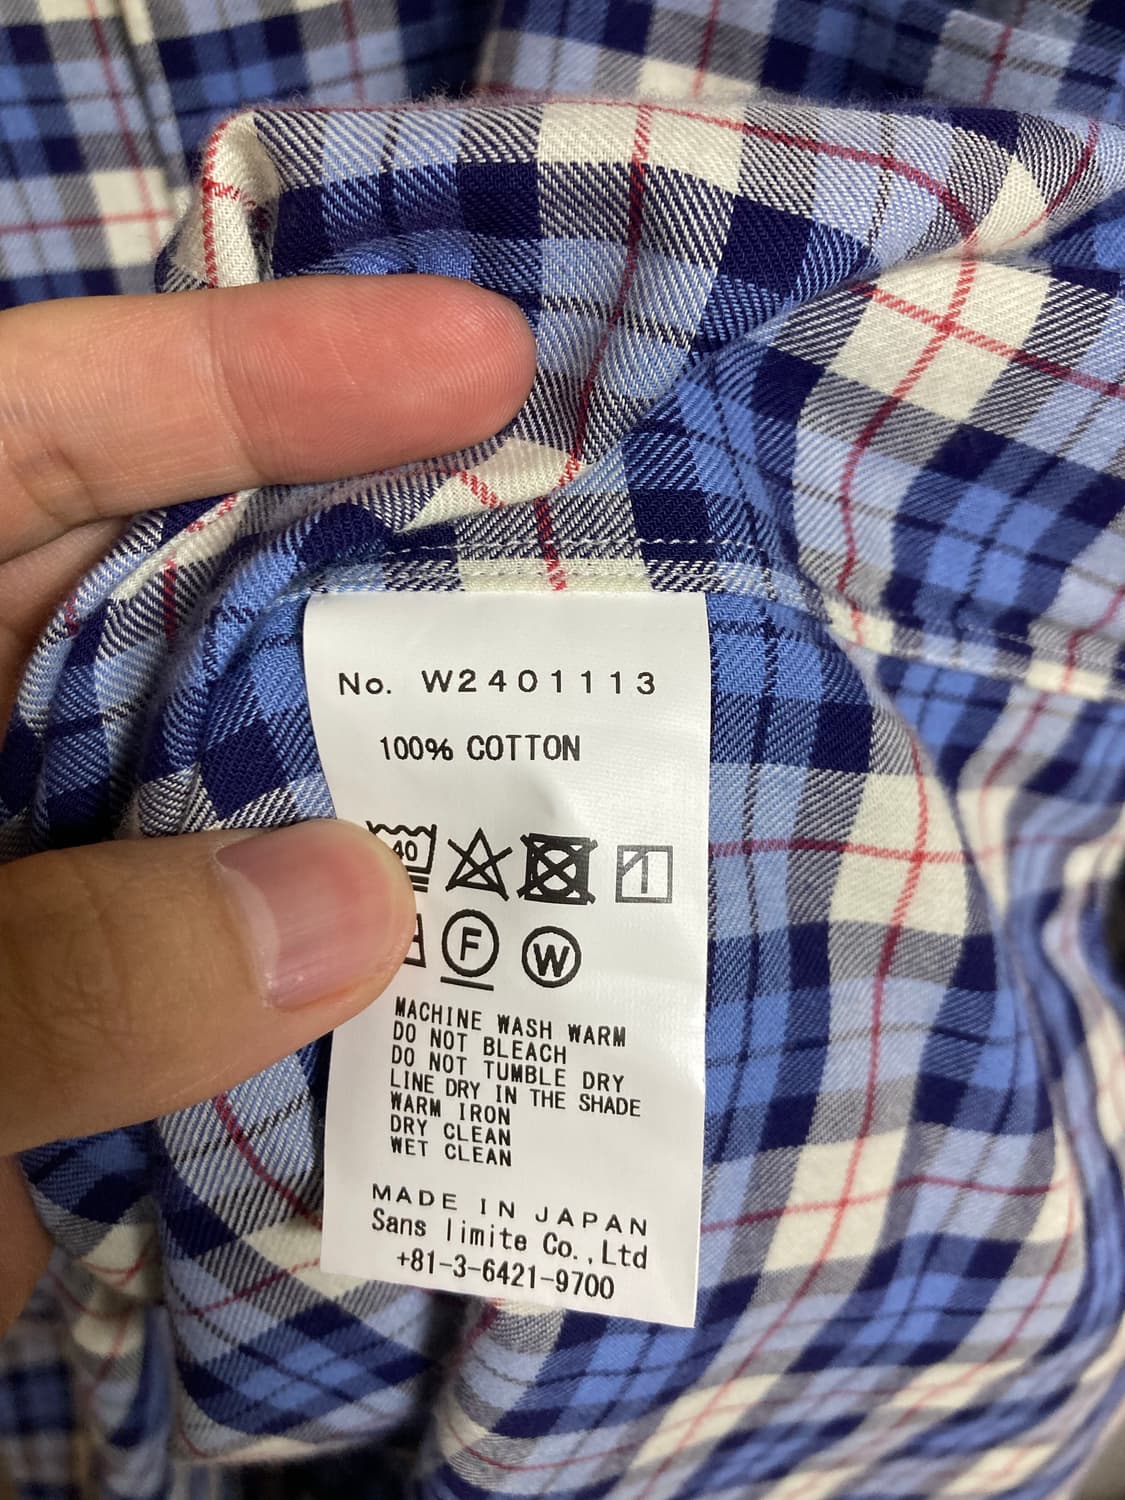 No. W2401113
100% COTTON
40
F W
MACHINE WASH WARM
DO NOT BLEACH
DO NOT TUMBLE DRY
LINE DRY IN THE SHADE
WARM IRON
DRY CLEAN
WET CLEAN
MADE IN JAPAN
Sans limite Co.,Ltd
+81-3-6421-9700